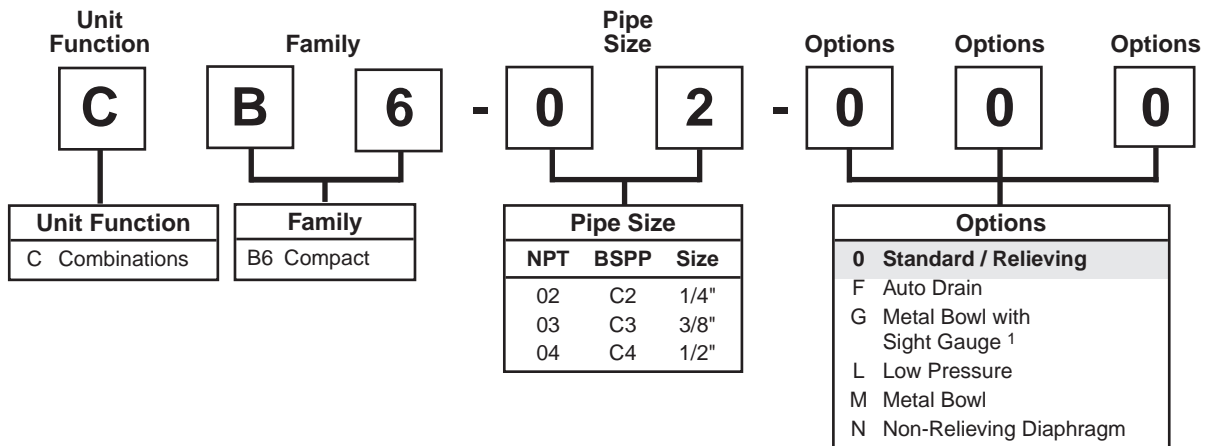 Unit
Function
Family
Pipe
Size
Options
Options
Options
C B 6 - 0 2 - 0 0 0
Unit Function
C Combinations
Family
B6 Compact
Pipe Size
NPT BSPP Size
02 C2 1/4"
03 C3 3/8"
04 C4 1/2"
Options
0 Standard / Relieving
F Auto Drain
G Metal Bowl with
Sight Gauge 1
L Low Pressure
M Metal Bowl
N Non-Relieving Diaphragm